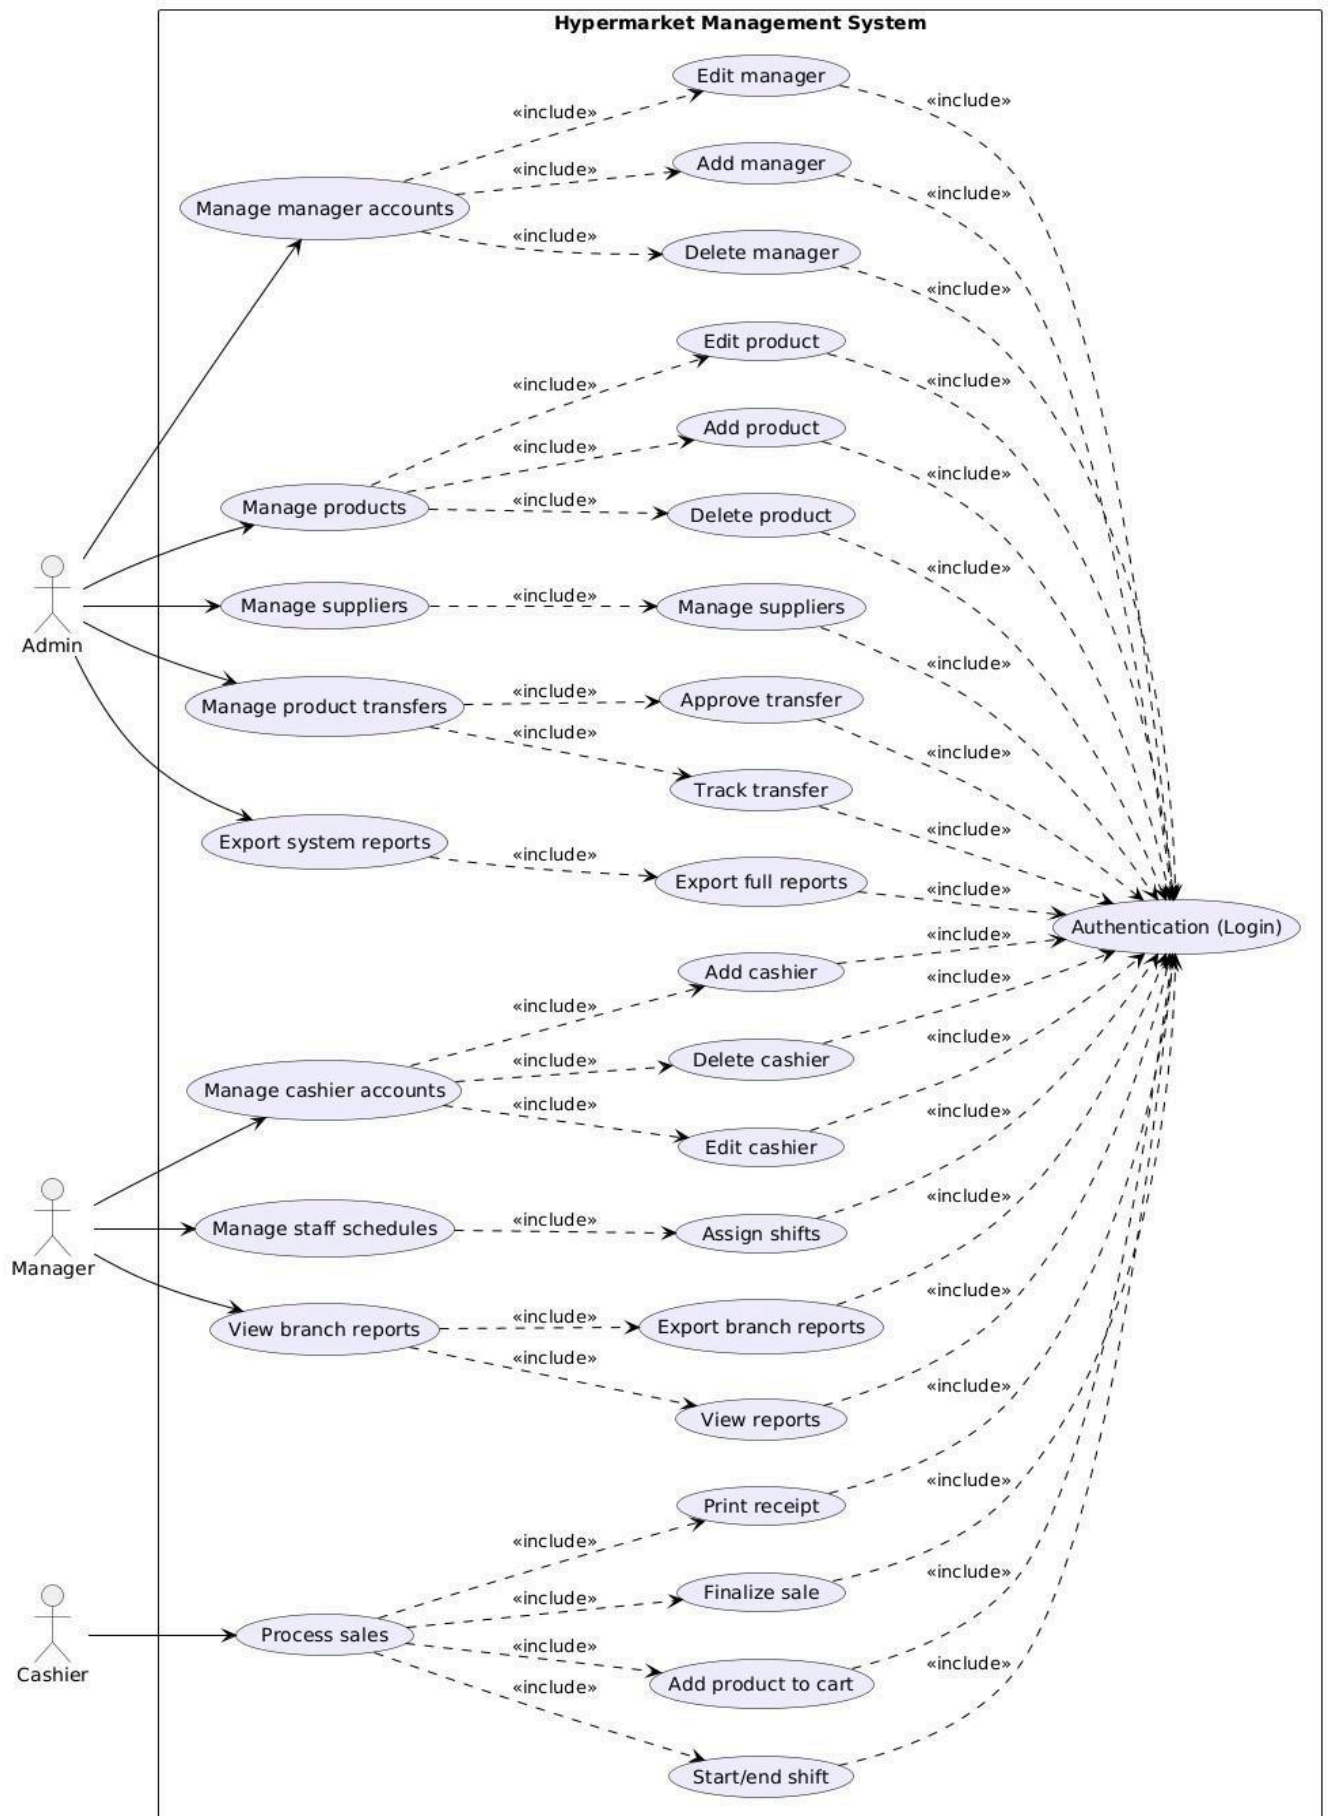 Hypermarket Management System
Edit manager
«include»
«include»
Add manager
«include»
«include»
Manage manager accounts
«include»
Delete manager
«include»
Edit product
«include»
«include»
Add product
«include»
«include»
Manage products
«include»
Delete product
«include»
Manage suppliers
«include»
Manage suppliers
Admin
«include»
Manage product transfers
«include»
Approve transfer
«include»
«include»
Track transfer
«include»
Export system reports
«include»
Export full reports
«include»
Authentication (Login)
«include»
Add cashier
«include»
«include»
Manage cashier accounts
«include»
Delete cashier
«include»
«include»
Edit cashier
«include»
Manage staff schedules
«include»
Assign shifts
«include»
Manager
View branch reports
«include»
Export branch reports
«include»
«include»
View reports
«include»
Print receipt
«include»
«include»
Finalize sale
«include»
«include»
Process sales
«include»
Cashier
Add product to cart
«include»
«include»
Start/end shift